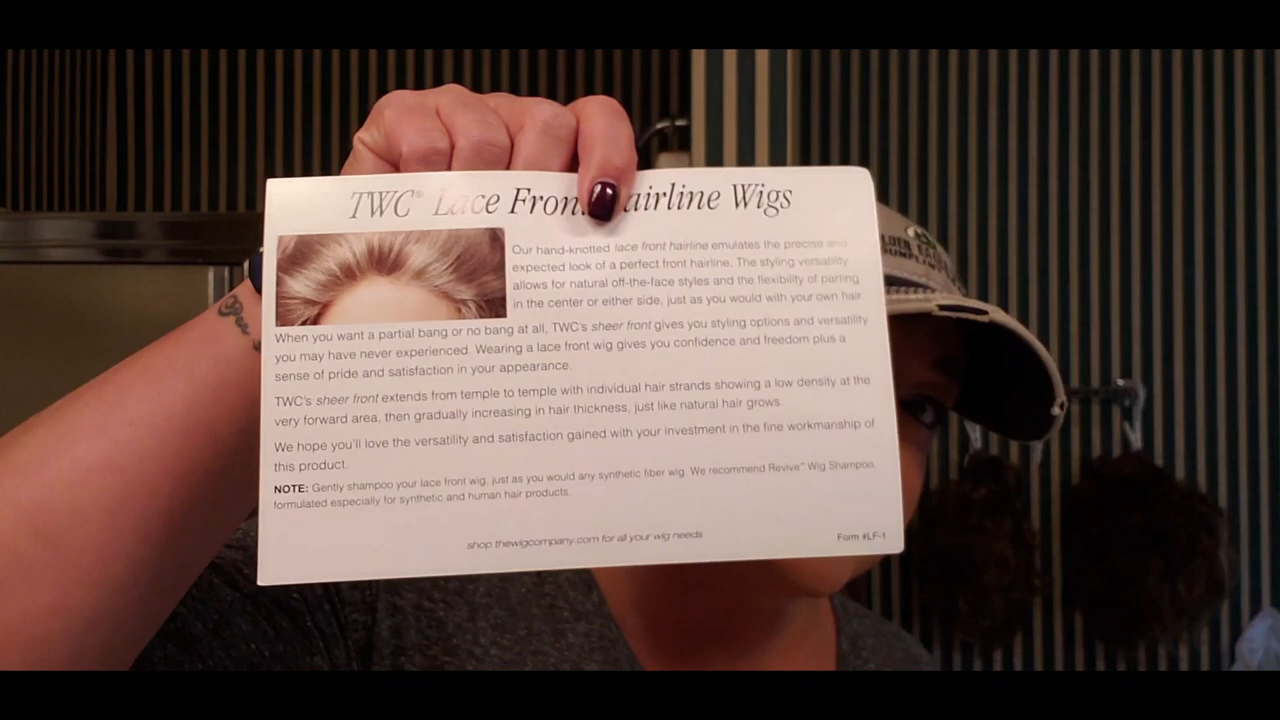 TWC® Lace Fron airline Wigs
Our hand-knotted lace front hairline emulates the precise and
expected look of a perfect front hairline. The styling versatility
allows for natural off-the-face styles and the flexibility of parting
in the center or either side, just as you would with your own hair.
When you want a partial bang or no bang at all, TWC's sheer front gives you styling options and versatility
you may have never experienced. Wearing a lace front wig gives you confidence and freedom plus a
sense of pride and satisfaction in your appearance.
TWC's sheer front extends from temple to temple with individual hair strands showing a low density at the
very forward area, then gradually increasing in hair thickness, just like natural hair grows.
We hope you'll love the versatility and satisfaction gained with your investment in the fine workmanship of
this product.
NOTE: Gently shampoo your lace front wig, just as you would any synthetic fiber wig. We recommend Revive™ Wig Shampoo,
formulated especially for synthetic and human hair products.
shop thewigcompany.com for all your wig needs
Form #LF-1